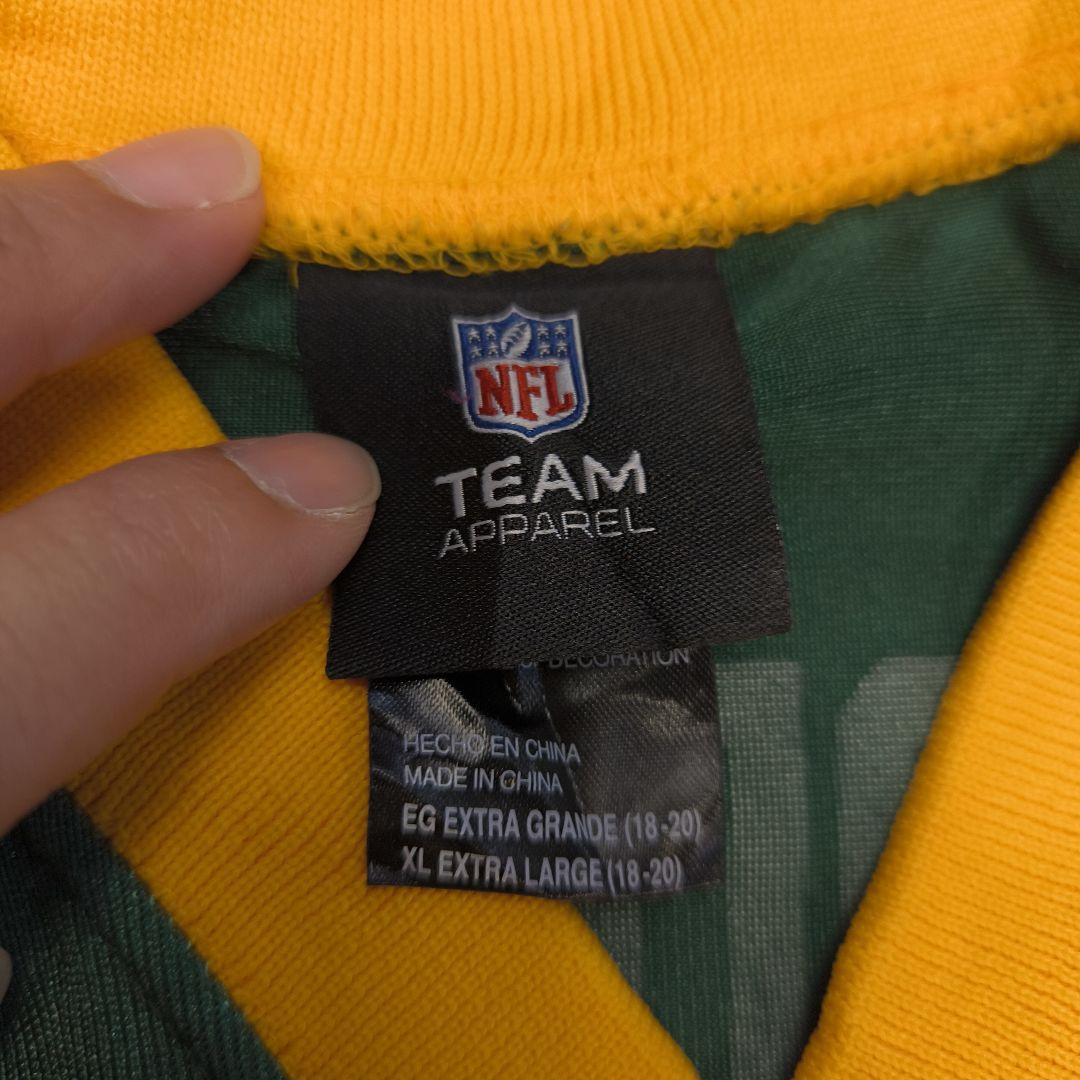 NFL
TEAM
APPAREL
DECORATION
HECHO EN CHINA
MADE IN CHINA
EG EXTRA GRANDE (18-20)
XL EXTRA LARGE (18-20)